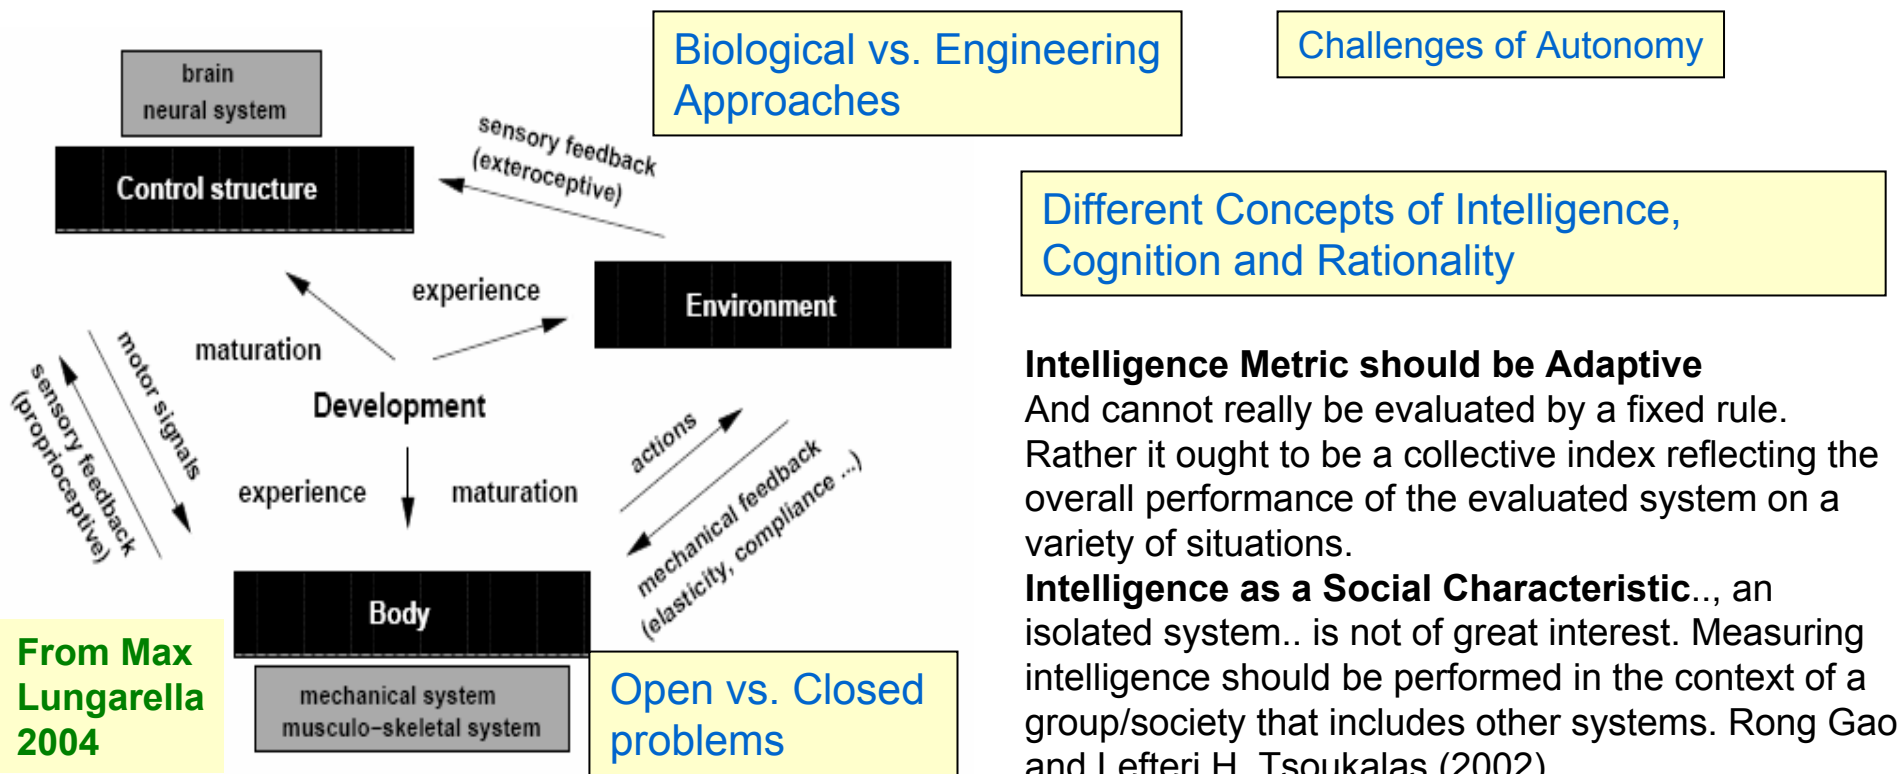 brain
neural system
Control structure
sensory feedback
(exteroceptive)
Biological vs. Engineering
Approaches
Challenges of Autonomy
Different Concepts of Intelligence,
Cognition and Rationality
experience
Environment
maturation
Development
motor signals
sensory feedback
(proprioceptive)
experience
maturation
actions
mechanical feedback
(elasticity, compliance ...)
Body
mechanical system
musculo-skeletal system
From Max
Lungarella
2004
Open vs. Closed
problems
Intelligence Metric should be Adaptive
And cannot really be evaluated by a fixed rule.
Rather it ought to be a collective index reflecting the
overall performance of the evaluated system on a
variety of situations.
Intelligence as a Social Characteristic.., an
isolated system.. is not of great interest. Measuring
intelligence should be performed in the context of a
group/society that includes other systems. Rong Gao
and Lefteri H. Tsoukalas (2002)